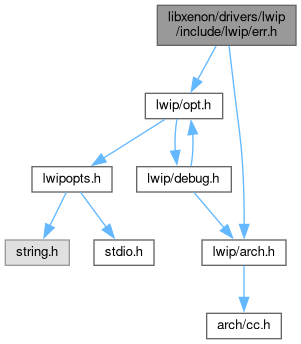 libxenon/drivers/lwip
/include/lwip/err.h
lwip/opt.h
lwipopts.h
lwip/debug.h
string.h
stdio.h
lwip/arch.h
arch/cc.h